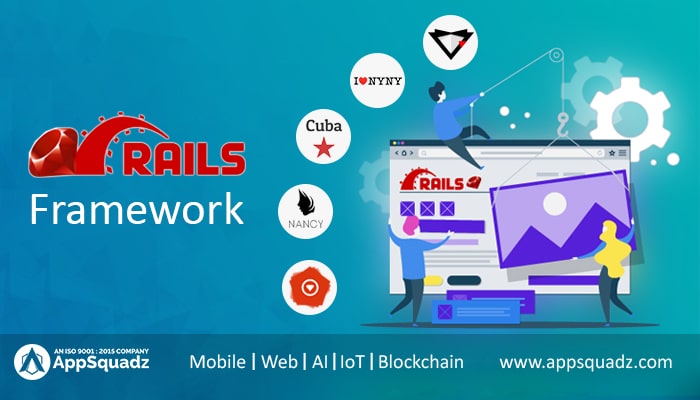 RAILS
Framework
I ♥ NYNY
Cuba
NANCY
RAILS
AN ISO 9001 : 2015 COMPANY
AppSquadz
Mobile | Web | AI | IoT | Blockchain
www.appsquadz.com